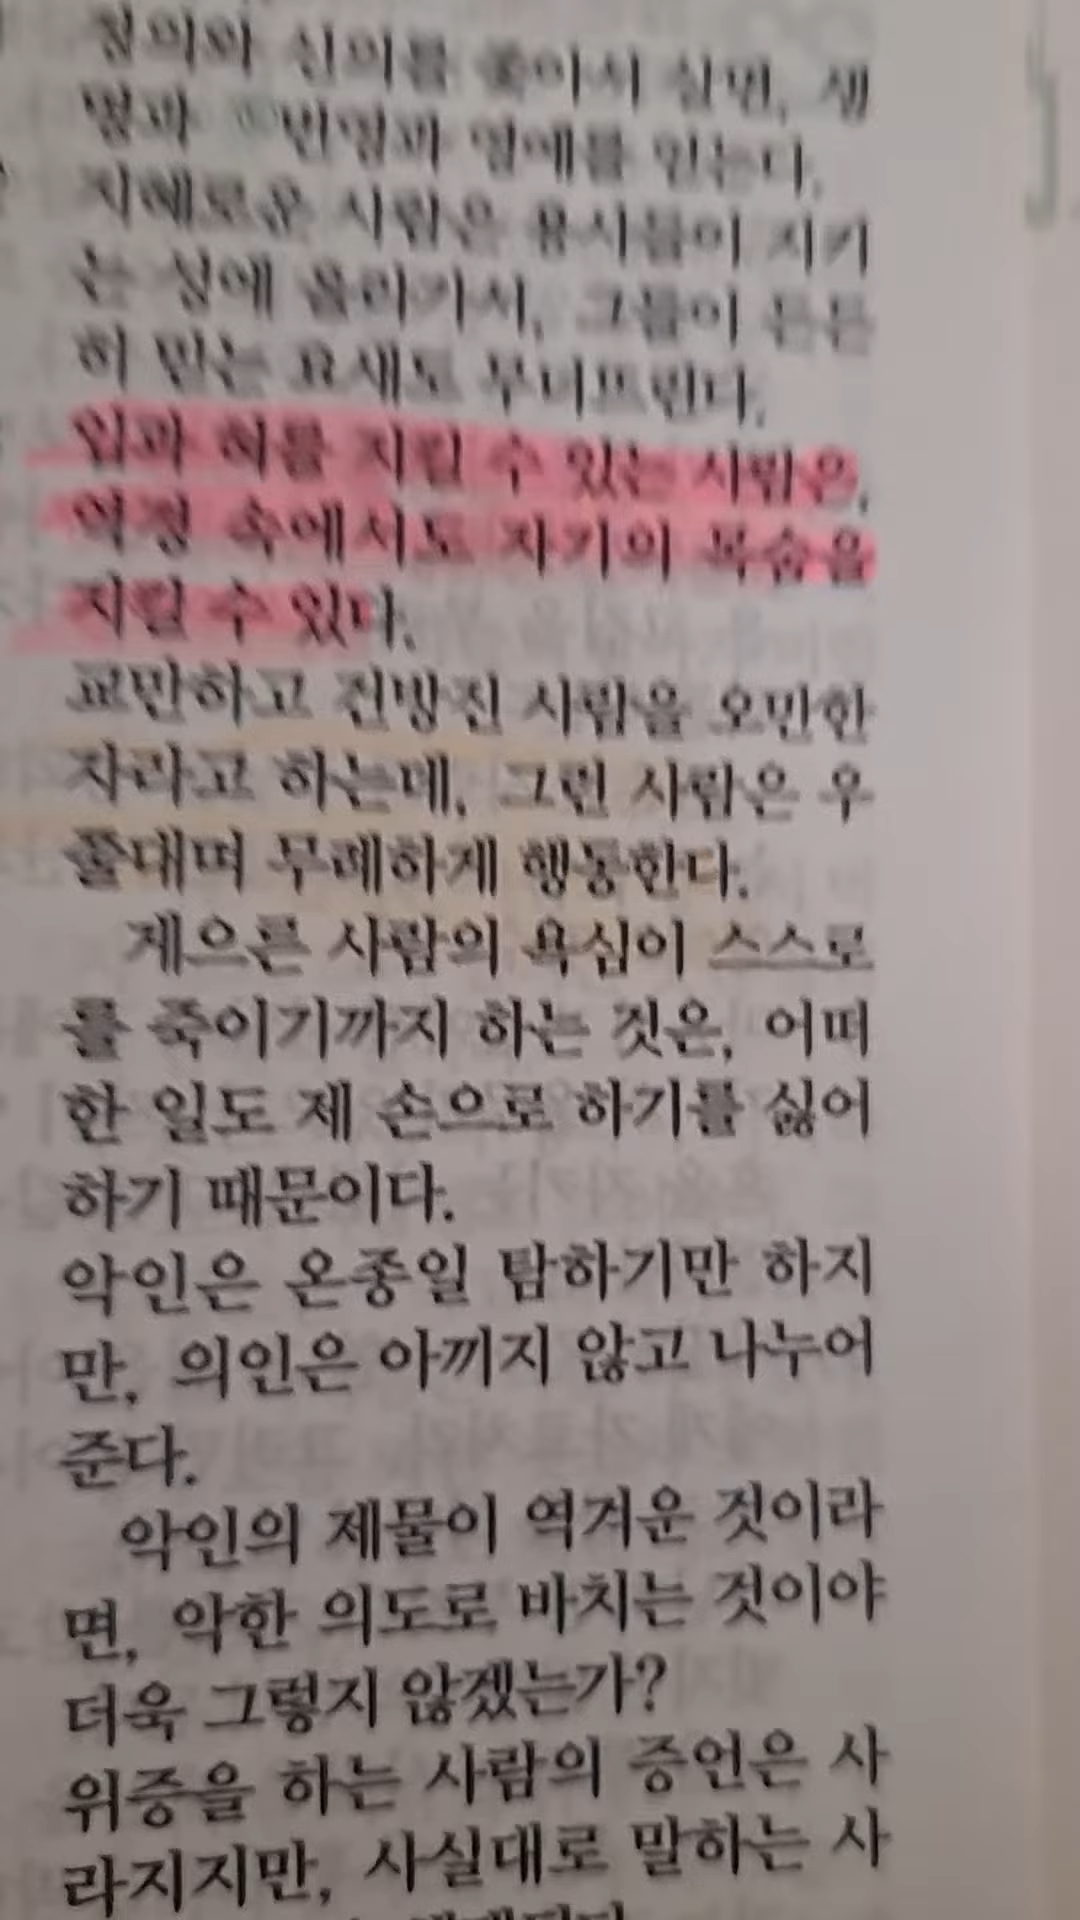 정의와 신의를 좇아서 살면, 생
명과 번영과 영예를 얻는다.
지혜로운 사람은 용사들이 지키
는 성에 올라가서, 그들이 든든
히 믿는 요새도 무너뜨린다.
입과 혀를 지킬 수 있는 사람은,
역경 속에서도 자기의 목숨을
지킬 수 있다.
교만하고 건방진 사람을 오만한
자라고 하는데, 그런 사람은 우
쭐대며 무례하게 행동한다.
게으른 사람의 욕심이 스스로
를 죽이기까지 하는 것은, 어떠
한 일도 제 손으로 하기를 싫어
하기 때문이다.
악인은 온종일 탐하기만 하지
만, 의인은 아끼지 않고 나누어
준다.
악인의 제물이 역겨운 것이라
면, 악한 의도로 바치는 것이야
더욱 그렇지 않겠는가?
위증을 하는 사람의 증언은 사
라지지만, 사실대로 말하는 사